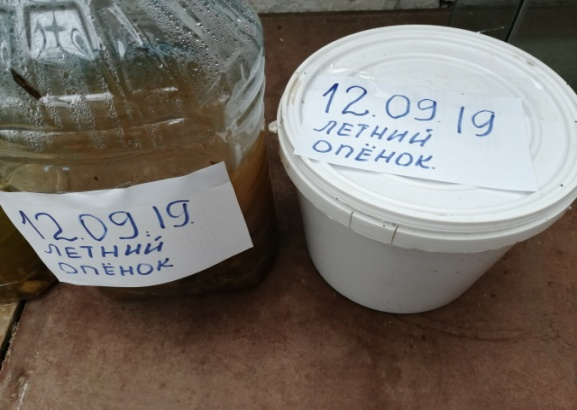 12.09.19.
ЛЕТНИЙ
ОПЁНОК
12.09.19
ЛЕТНИЙ
ОПЁНОК.